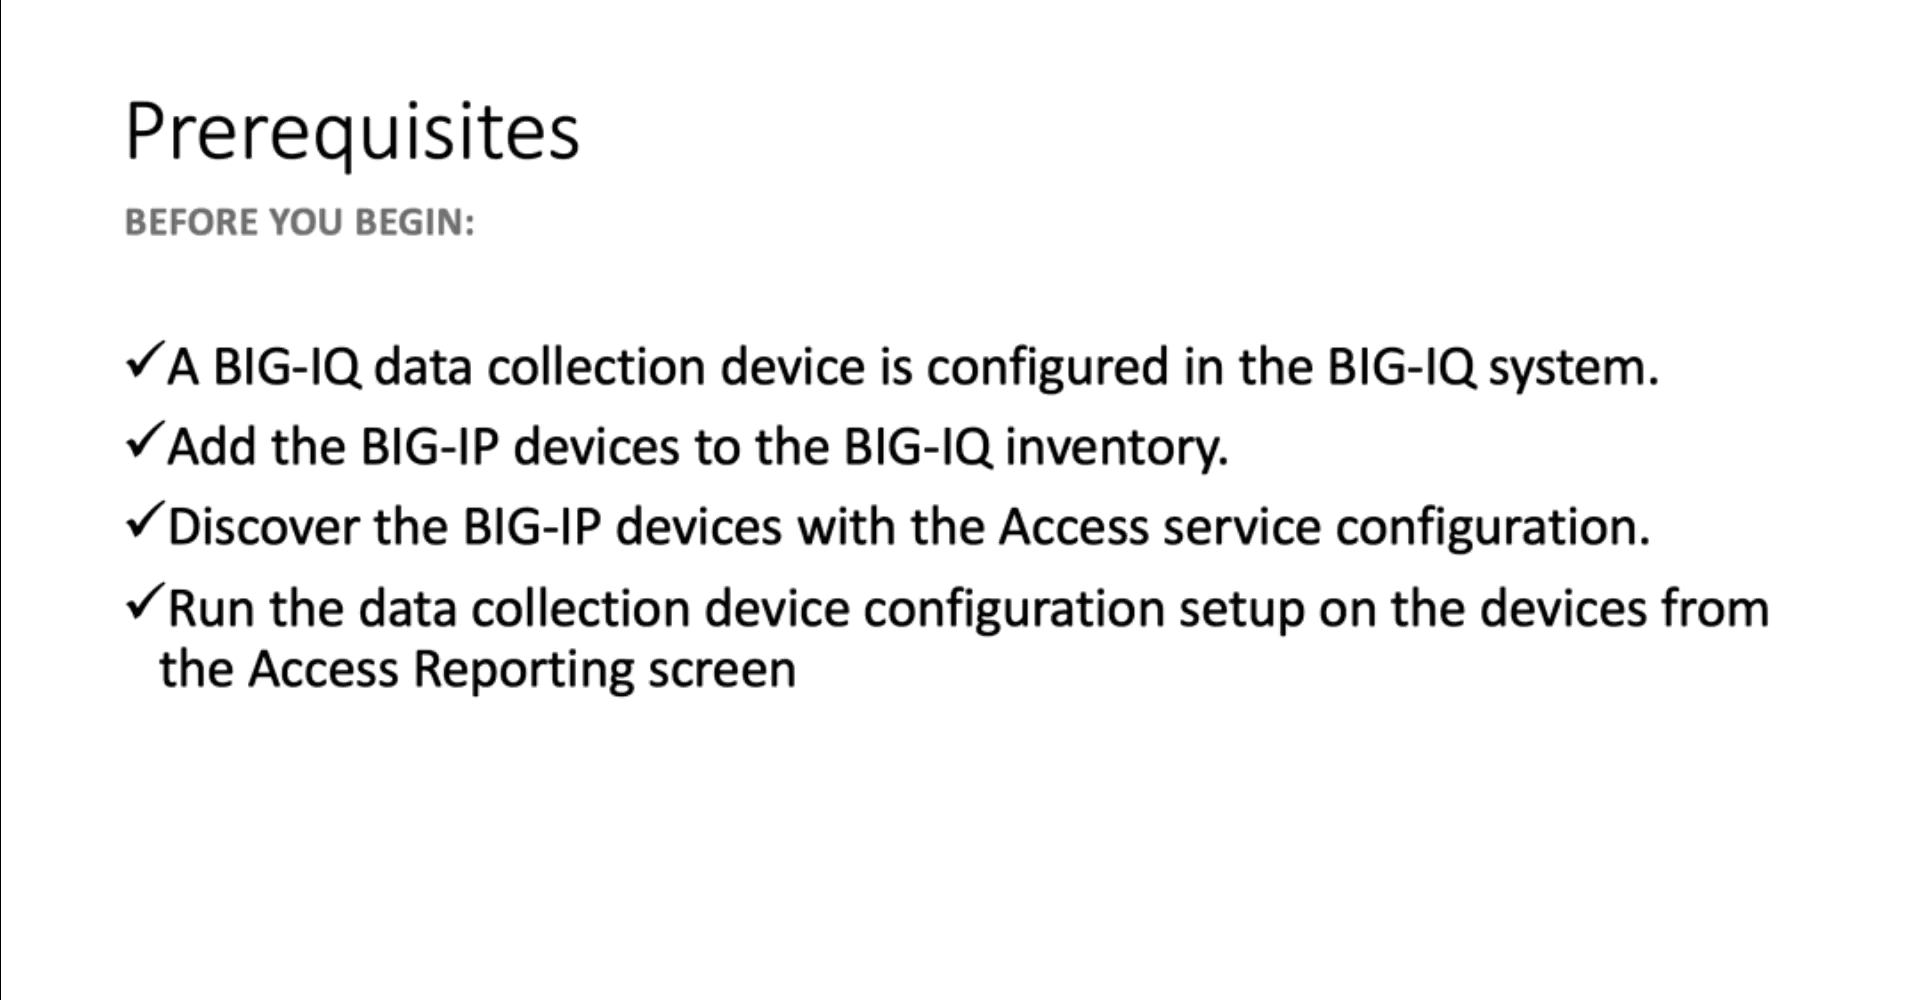 Prerequisites
BEFORE YOU BEGIN:
✓A BIG-IQ data collection device is configured in the BIG-IQ system.
✓Add the BIG-IP devices to the BIG-IQ inventory.
✓Discover the BIG-IP devices with the Access service configuration.
✓Run the data collection device configuration setup on the devices from
the Access Reporting screen